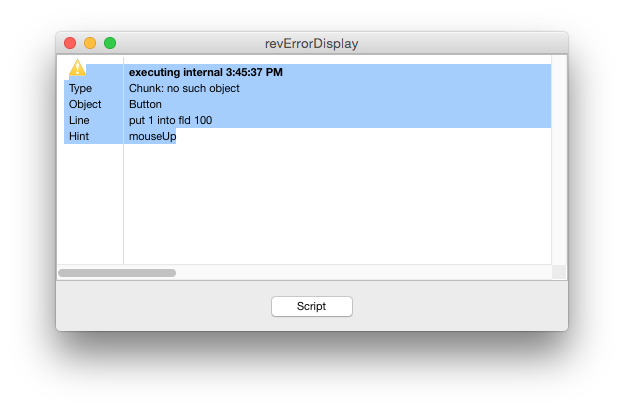 revErrorDisplay
executing internal 3:45:37 PM
Type Chunk: no such object
Object Button
Line put 1 into fld 100
Hint mouseUp
Script